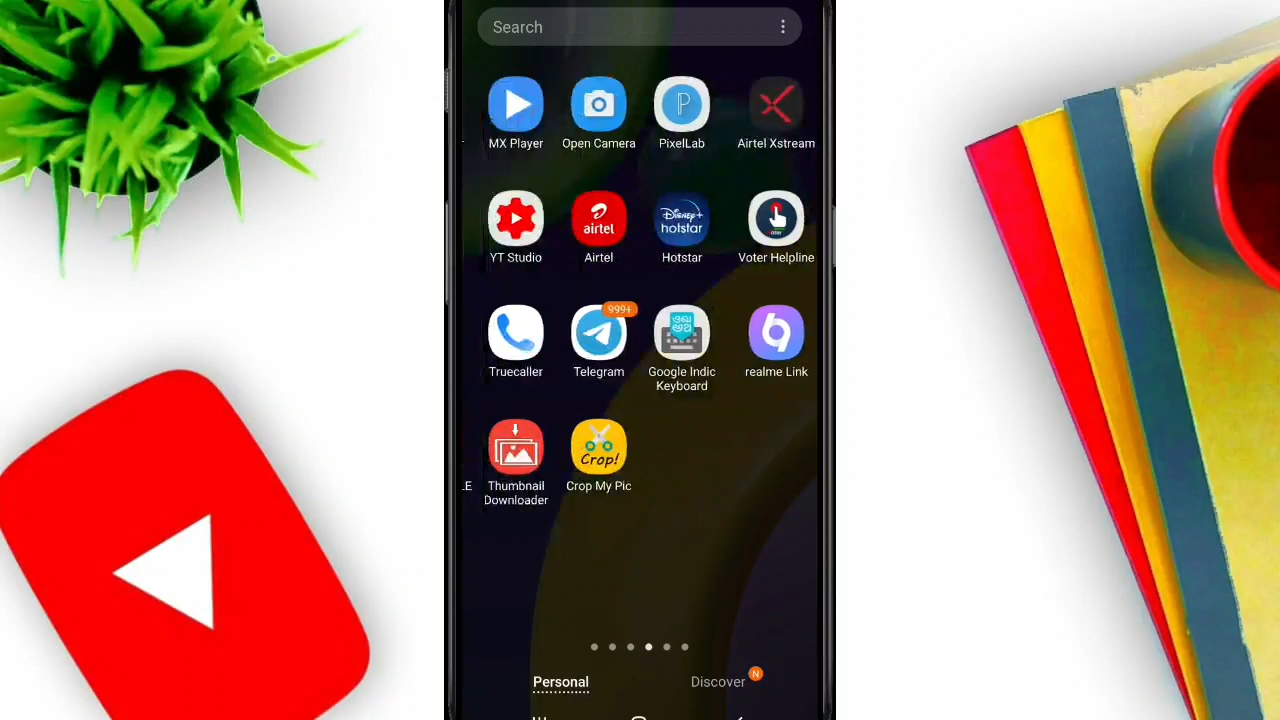 Search
MX Player
Open Camera
P
PixelLab
Airtel Xstream
YT Studio
airtel
Airtel
Disney+
hotstar
Hotstar
Voter Helpline
999+
Truecaller
Telegram
Google Indic
Keyboard
realme Link
LE
Thumbnail
Downloader
Crop!
Crop My Pic
Personal
Discover
N